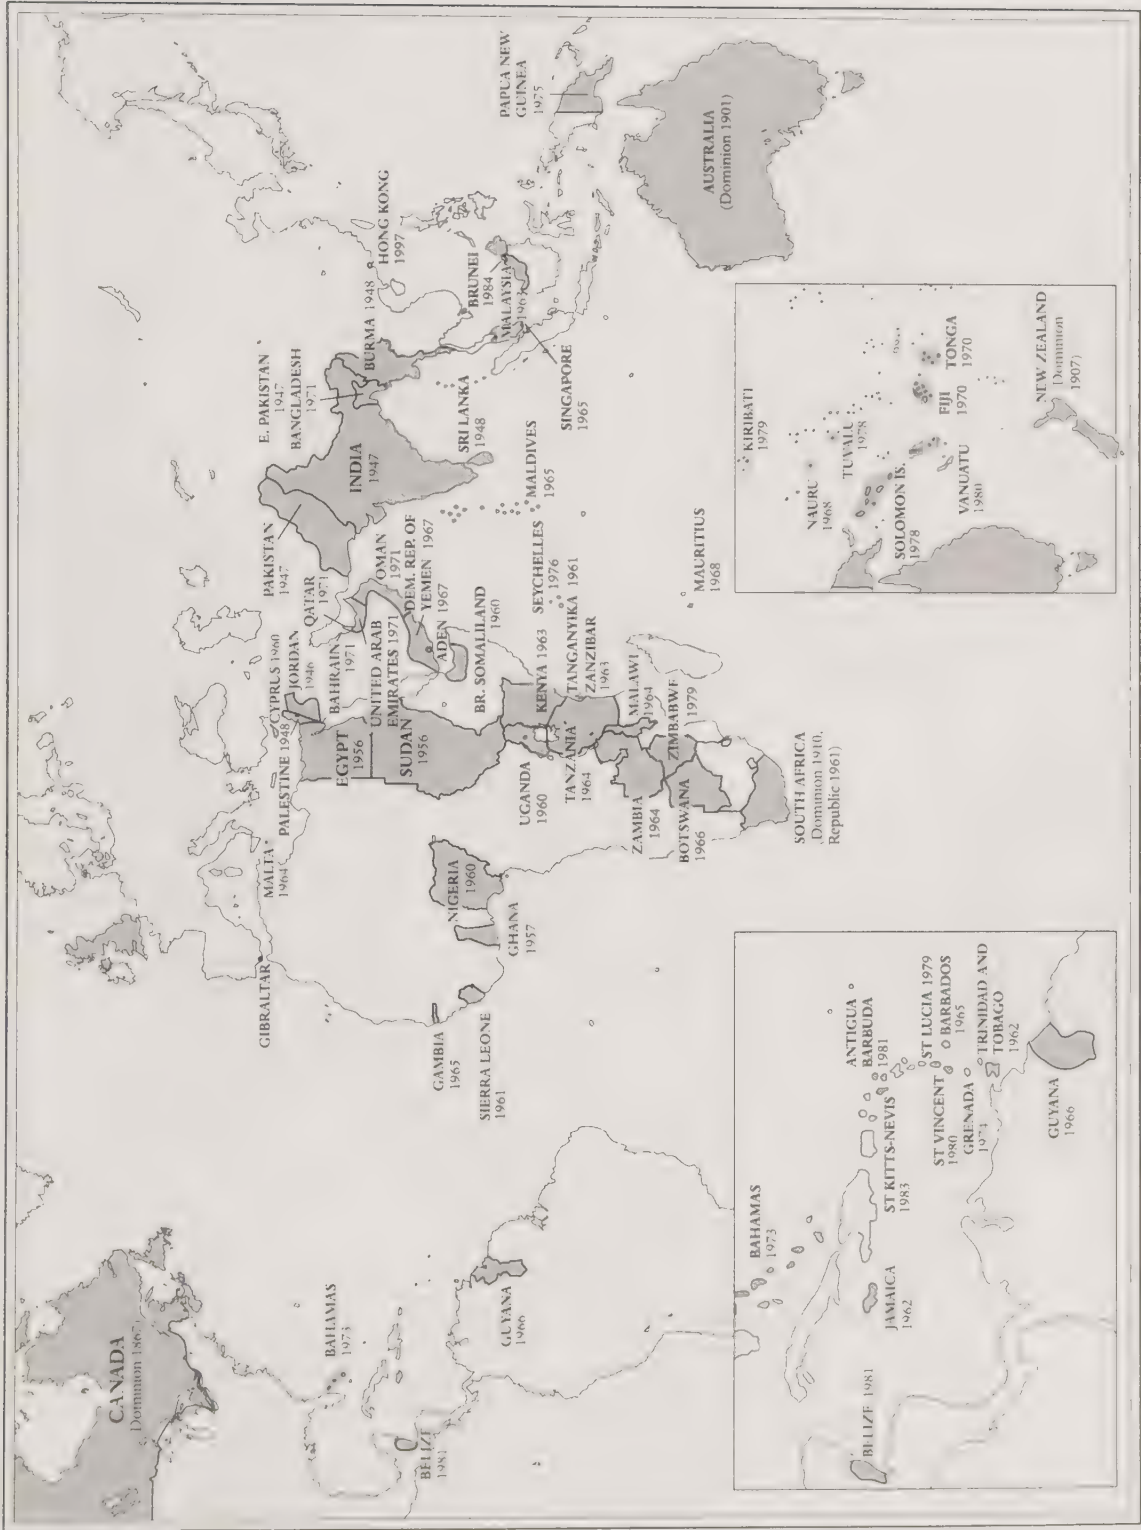 CANADA
Dominion 1867
BAHAMAS
1973
BELIZE
1981
GUYANA
1966
GIBRALTAR
GAMBIA
1965
SIERRA LEONE
1961
MALTA
1964
PALESTINE 1948
CYPRUS 1960
JORDAN
1946
EGYPT
1956
SUDAN
1956
NIGERIA
1960
GHANA
1957
BAHRAIN
1971
QATAR
1971
UNITED ARAB
EMIRATES 1971
OMAN
1971
DEM. REP. OF
YEMEN 1967
ADEN
BR. SOMALILAND
1960
UGANDA
1960
KENYA 1963
TANZANIA
1964
TANGANYIKA 1961
ZANZIBAR
1963
SEYCHELLES
1976
MALAWI
1964
ZAMBIA
1964
ZIMBABWE
1979
BOTSWANA
1966
SOUTH AFRICA
(Dominion 1910,
Republic 1961)
MAURITIUS
1968
PAKISTAN
1947
INDIA
1947
E. PAKISTAN
1947
BANGLADESH
1971
BURMA 1948
SRI LANKA
1948
MALDIVES
1965
HONG KONG
1997
BRUNEI
1984
MALAYSIA
SINGAPORE
1965
PAPUA NEW
GUINEA
1975
AUSTRALIA
(Dominion 1901)
BELIZE 1981
BAHAMAS
1973
JAMAICA
1962
ST KITTS-NEVIS
1983
ANTIGUA
BARBUDA
1981
ST LUCIA 1979
ST VINCENT
1980
BARBADOS
1965
GRENADA
1974
TRINIDAD AND
TOBAGO
1962
GUYANA
1966
KIRIBATI
1979
NAURU
1968
TUVALU
1978
SOLOMON IS.
1978
VANUATU
1980
FIJI
1970
TONGA
1970
NEW ZEALAND
(Dominion
1907)